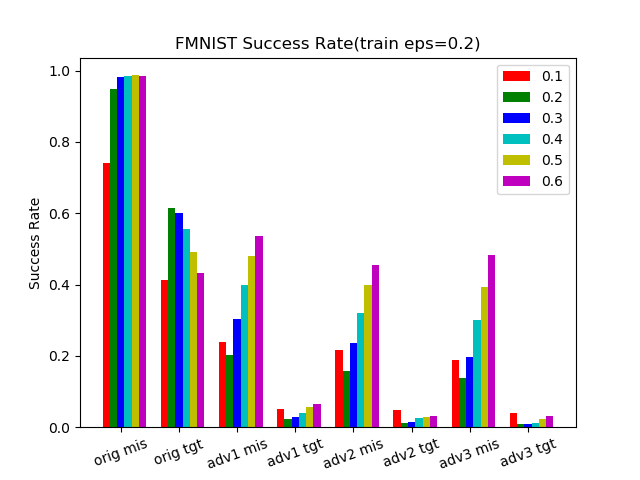 FMNIST Success Rate(train eps=0.2)
Success Rate
1.0
0.8
0.6
0.4
0.2
0.0
0.1
0.2
0.3
0.4
0.5
0.6
orig mis
orig tgt
adv1 mis
adv1 tgt
adv2 mis
adv2 tgt
adv3 mis
adv3 tgt